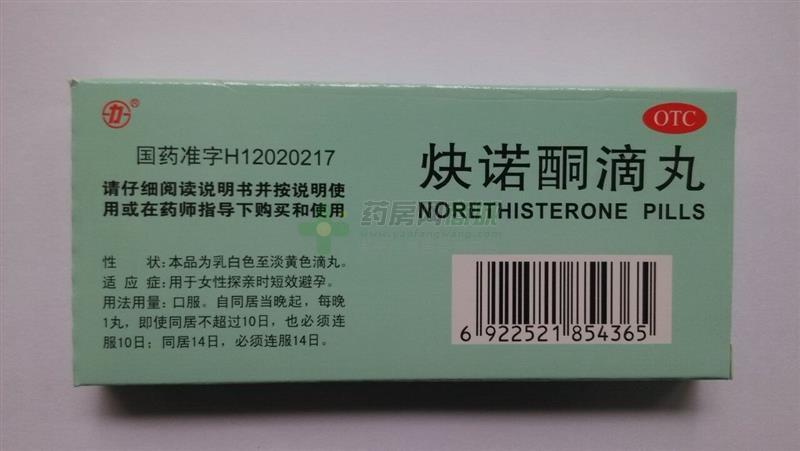 力®
OTC
国药准字H12020217
炔诺酮滴丸
请仔细阅读说明书并按说明使
用或在药师指导下购买和使用
NORETHISTERONE PILLS
www.yaofangwang.com
性 状:本品为乳白色至淡黄色滴丸。
适 应 症:用于女性探亲时短效避孕。
用法用量:口服。自同居当晚起,每晚
1丸,即使同居不超过10日,也必须连
服10日;同居14日,必须连服14日。
6 922521 854365